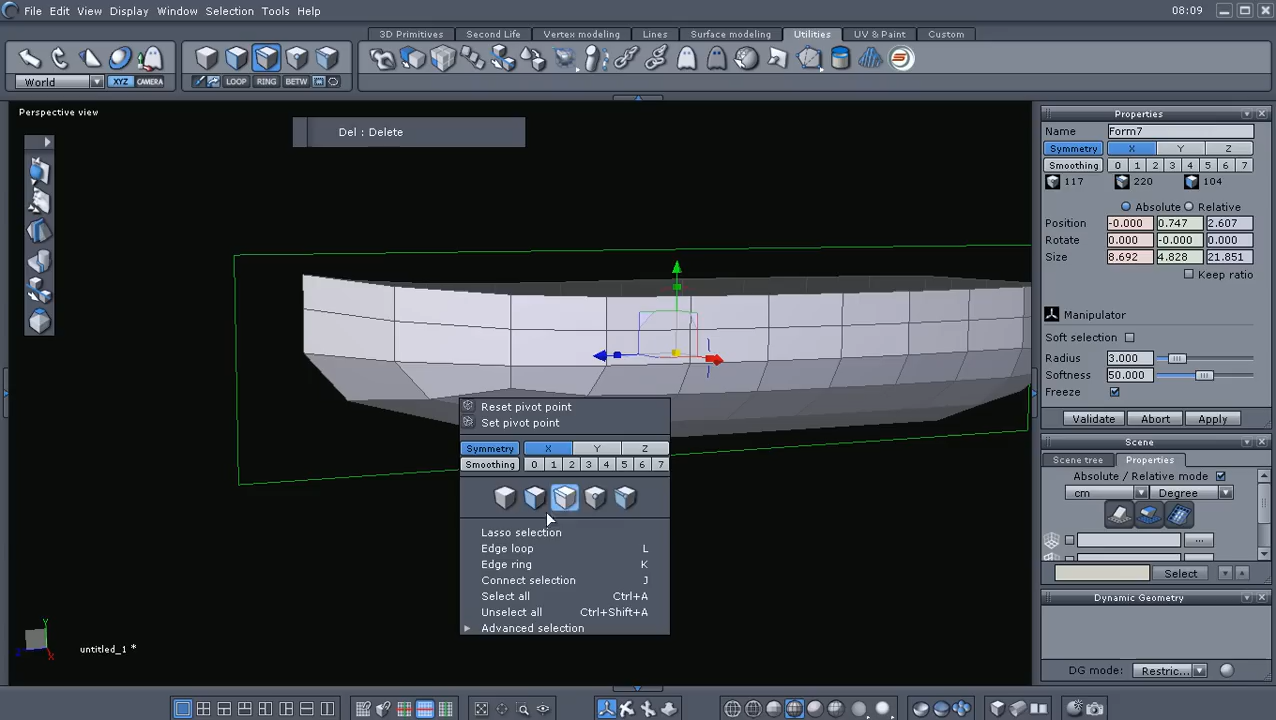 File Edit View Display Window Selection Tools Help
08:09
3D Primitives Second Life Vertex modeling Lines Surface modeling Utilities UV & Paint Custom
World XYZ CAMERA LOOP RING BETW
Perspective view
Del : Delete
Properties
Name Form7
Symmetry X Y Z
Smoothing 0 1 2 3 4 5 6 7
117 220 104
Absolute Relative
Position -0.000 0.747 2.607
Rotate 0.000 -0.000 0.000
Size 8.692 4.828 21.851
Keep ratio
Manipulator
Soft selection
Radius 3.000
Softness 50.000
Freeze
Validate Abort Apply
Scene
Scene tree Properties
Absolute / Relative mode
cm Degree
...
Select
Dynamic Geometry
DG mode: Restric...
Reset pivot point
Set pivot point
Symmetry X Y Z
Smoothing 0 1 2 3 4 5 6 7
Lasso selection
Edge loop L
Edge ring K
Connect selection J
Select all Ctrl+A
Unselect all Ctrl+Shift+A
Advanced selection
Y
X
untitled_1 *